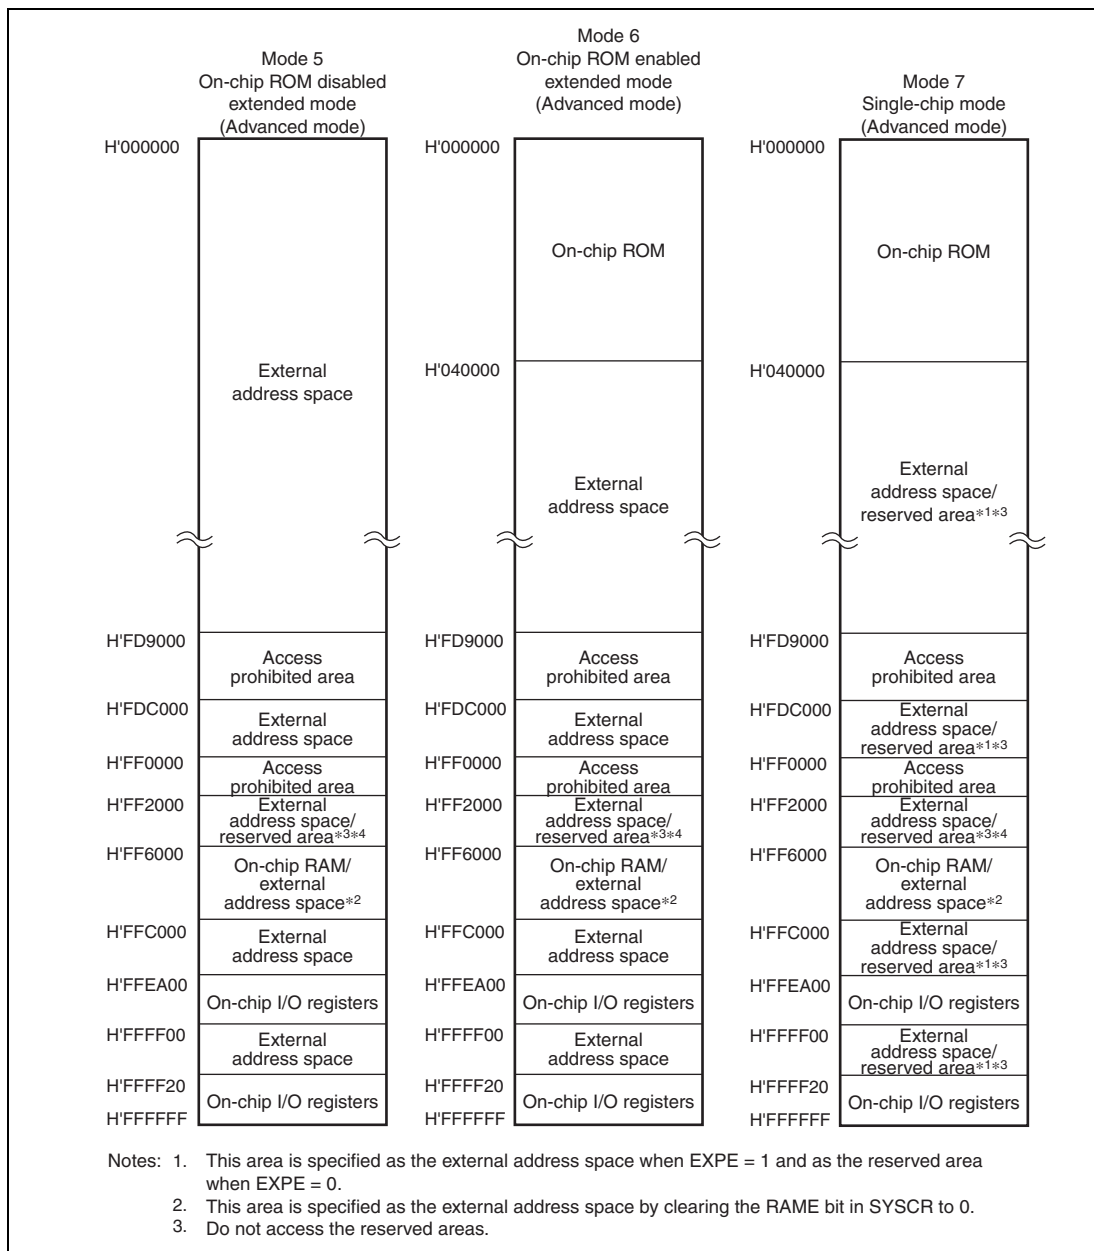 Mode 5
On-chip ROM disabled
extended mode
(Advanced mode)
H'000000
External
address space
H'FD9000
Access
prohibited area
H'FDC000
External
address space
H'FF0000
Access
prohibited area
H'FF2000
External
address space/
reserved area*3*4
H'FF6000
On-chip RAM/
external
address space*2
H'FFC000
External
address space
H'FFEA00
On-chip I/O registers
H'FFFF00
External
address space
H'FFFF20
On-chip I/O registers
H'FFFFFF
Mode 6
On-chip ROM enabled
extended mode
(Advanced mode)
H'000000
On-chip ROM
H'040000
External
address space
H'FD9000
Access
prohibited area
H'FDC000
External
address space
H'FF0000
Access
prohibited area
H'FF2000
External
address space/
reserved area*3*4
H'FF6000
On-chip RAM/
external
address space*2
H'FFC000
External
address space
H'FFEA00
On-chip I/O registers
H'FFFF00
External
address space
H'FFFF20
On-chip I/O registers
H'FFFFFF
Mode 7
Single-chip mode
(Advanced mode)
H'000000
On-chip ROM
H'040000
External
address space/
reserved area*1*3
H'FD9000
Access
prohibited area
H'FDC000
External
address space/
reserved area*1*3
H'FF0000
Access
prohibited area
H'FF2000
External
address space/
reserved area*3*4
H'FF6000
On-chip RAM/
external
address space*2
H'FFC000
External
address space/
reserved area*1*3
H'FFEA00
On-chip I/O registers
H'FFFF00
External
address space/
reserved area*1*3
H'FFFF20
On-chip I/O registers
H'FFFFFF
Notes: 1. This area is specified as the external address space when EXPE = 1 and as the reserved area
when EXPE = 0.
2. This area is specified as the external address space by clearing the RAME bit in SYSCR to 0.
3. Do not access the reserved areas.